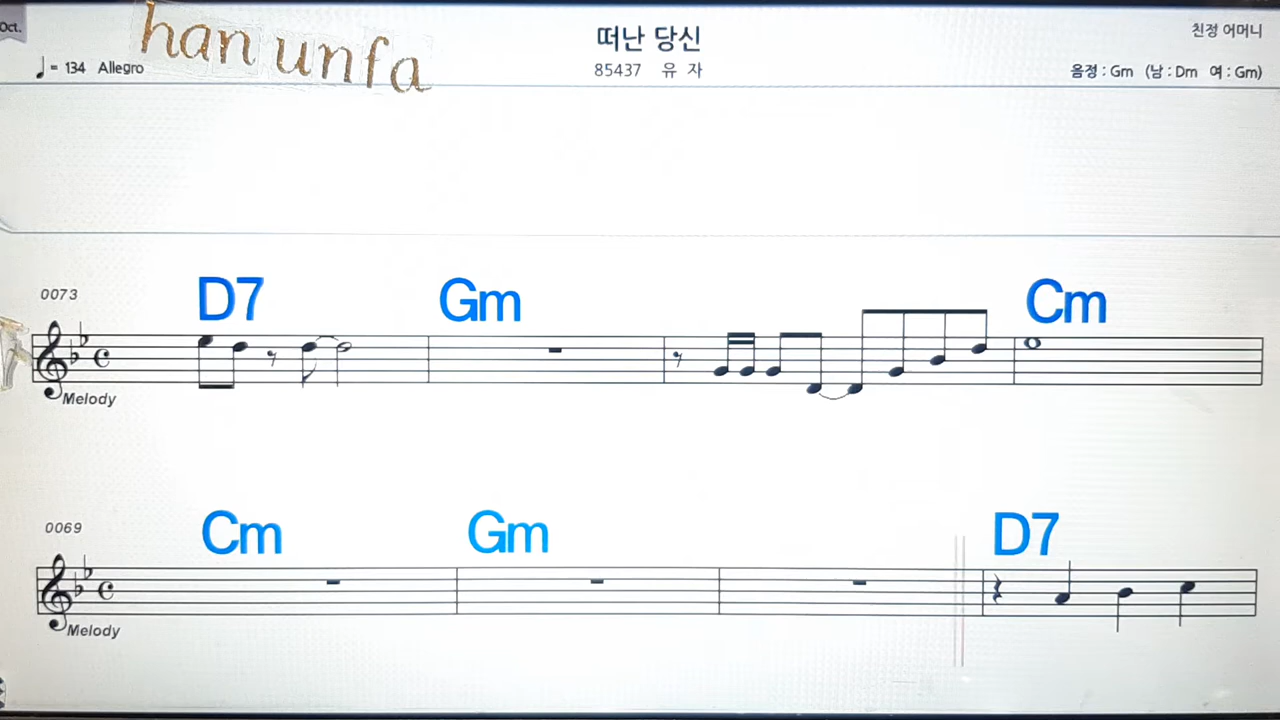 Oct.
han unfa
떠난 당신
친정 어머니
♩= 134 Allegro
85437 유 자
음정 : Gm (남 : Dm 여 : Gm)
D7 Gm Cm
0073
Melody
Cm Gm D7
0069
Melody